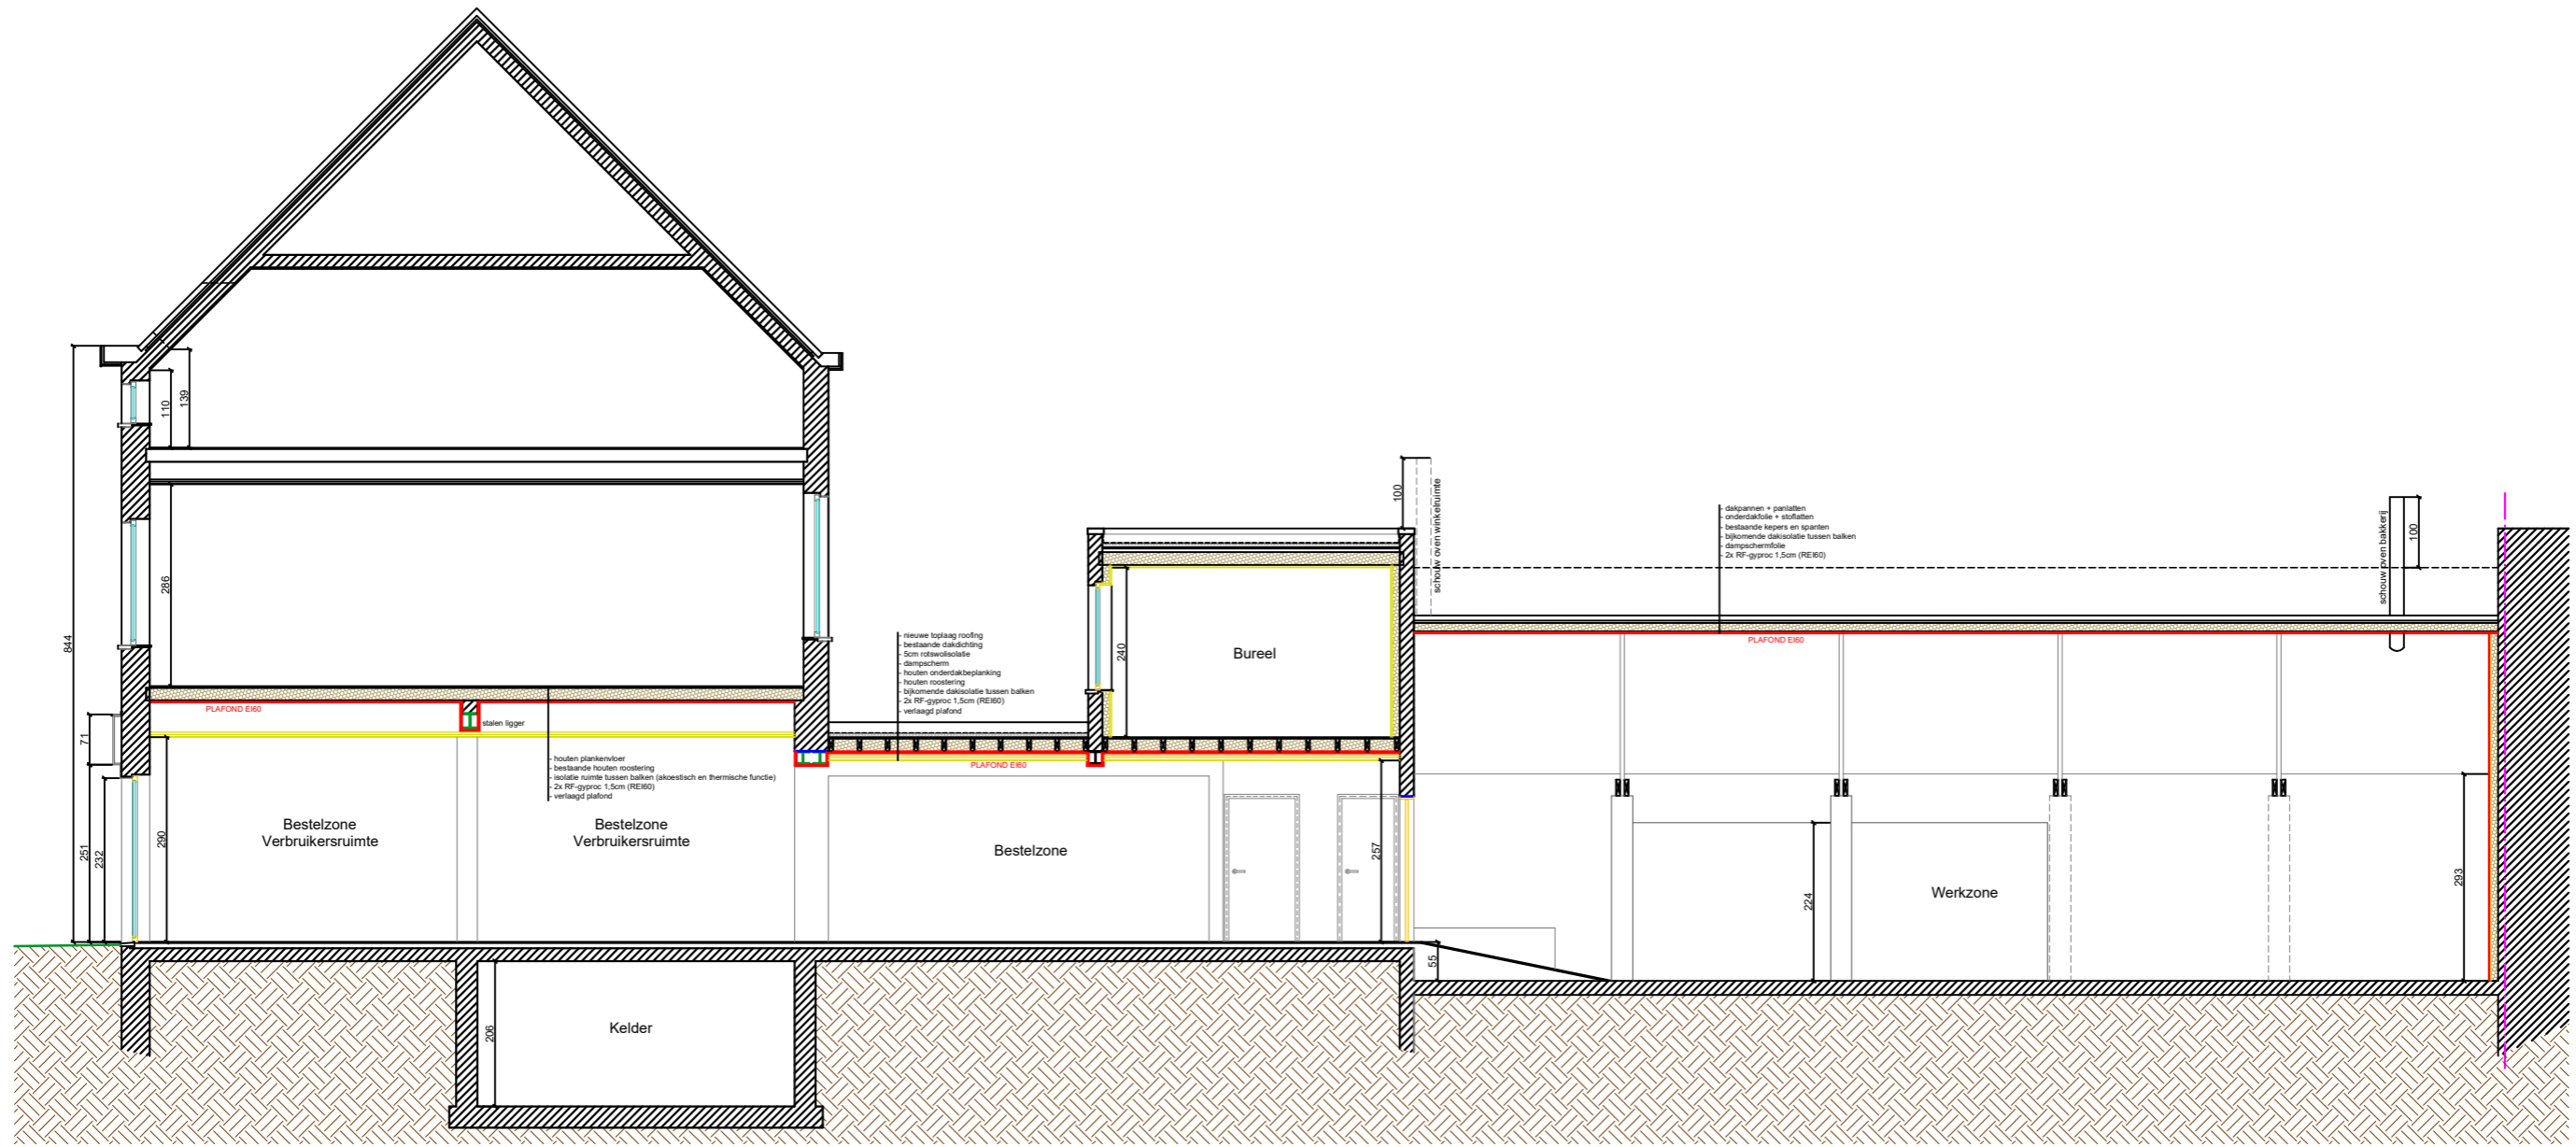 844
110
139
286
71
251
232
290
PLAFOND EI60
stalen ligger
- houten plankenvloer
- bestaande houten roostering
- isolatie ruimte tussen balken (akoestisch en thermische functie)
- 2x RF-gyproc 1,5cm (REI60)
- verlaagd plafond
Bestelzone
Verbruikersruimte
Bestelzone
Verbruikersruimte
206
Kelder
- nieuwe toplaag roofing
- bestaande dakdichting
- 5cm rotswolisolatie
- dampscherm
- houten onderdakbeplanking
- houten roostering
- bijkomende dakisolatie tussen balken
- 2x RF-gyproc 1,5cm (REI60)
- verlaagd plafond
PLAFOND EI60
Bestelzone
240
Bureel
257
100
schouw oven winkelruimte
- dakpannen + panlatten
- onderdakfolie + stoflatten
- bestaande kepers en spanten
- bijkomende dakisolatie tussen balken
- dampschermfolie
- 2x RF-gyproc 1,5cm (REI60)
PLAFOND EI60
schouw oven bakkerij
100
55
224
Werkzone
293